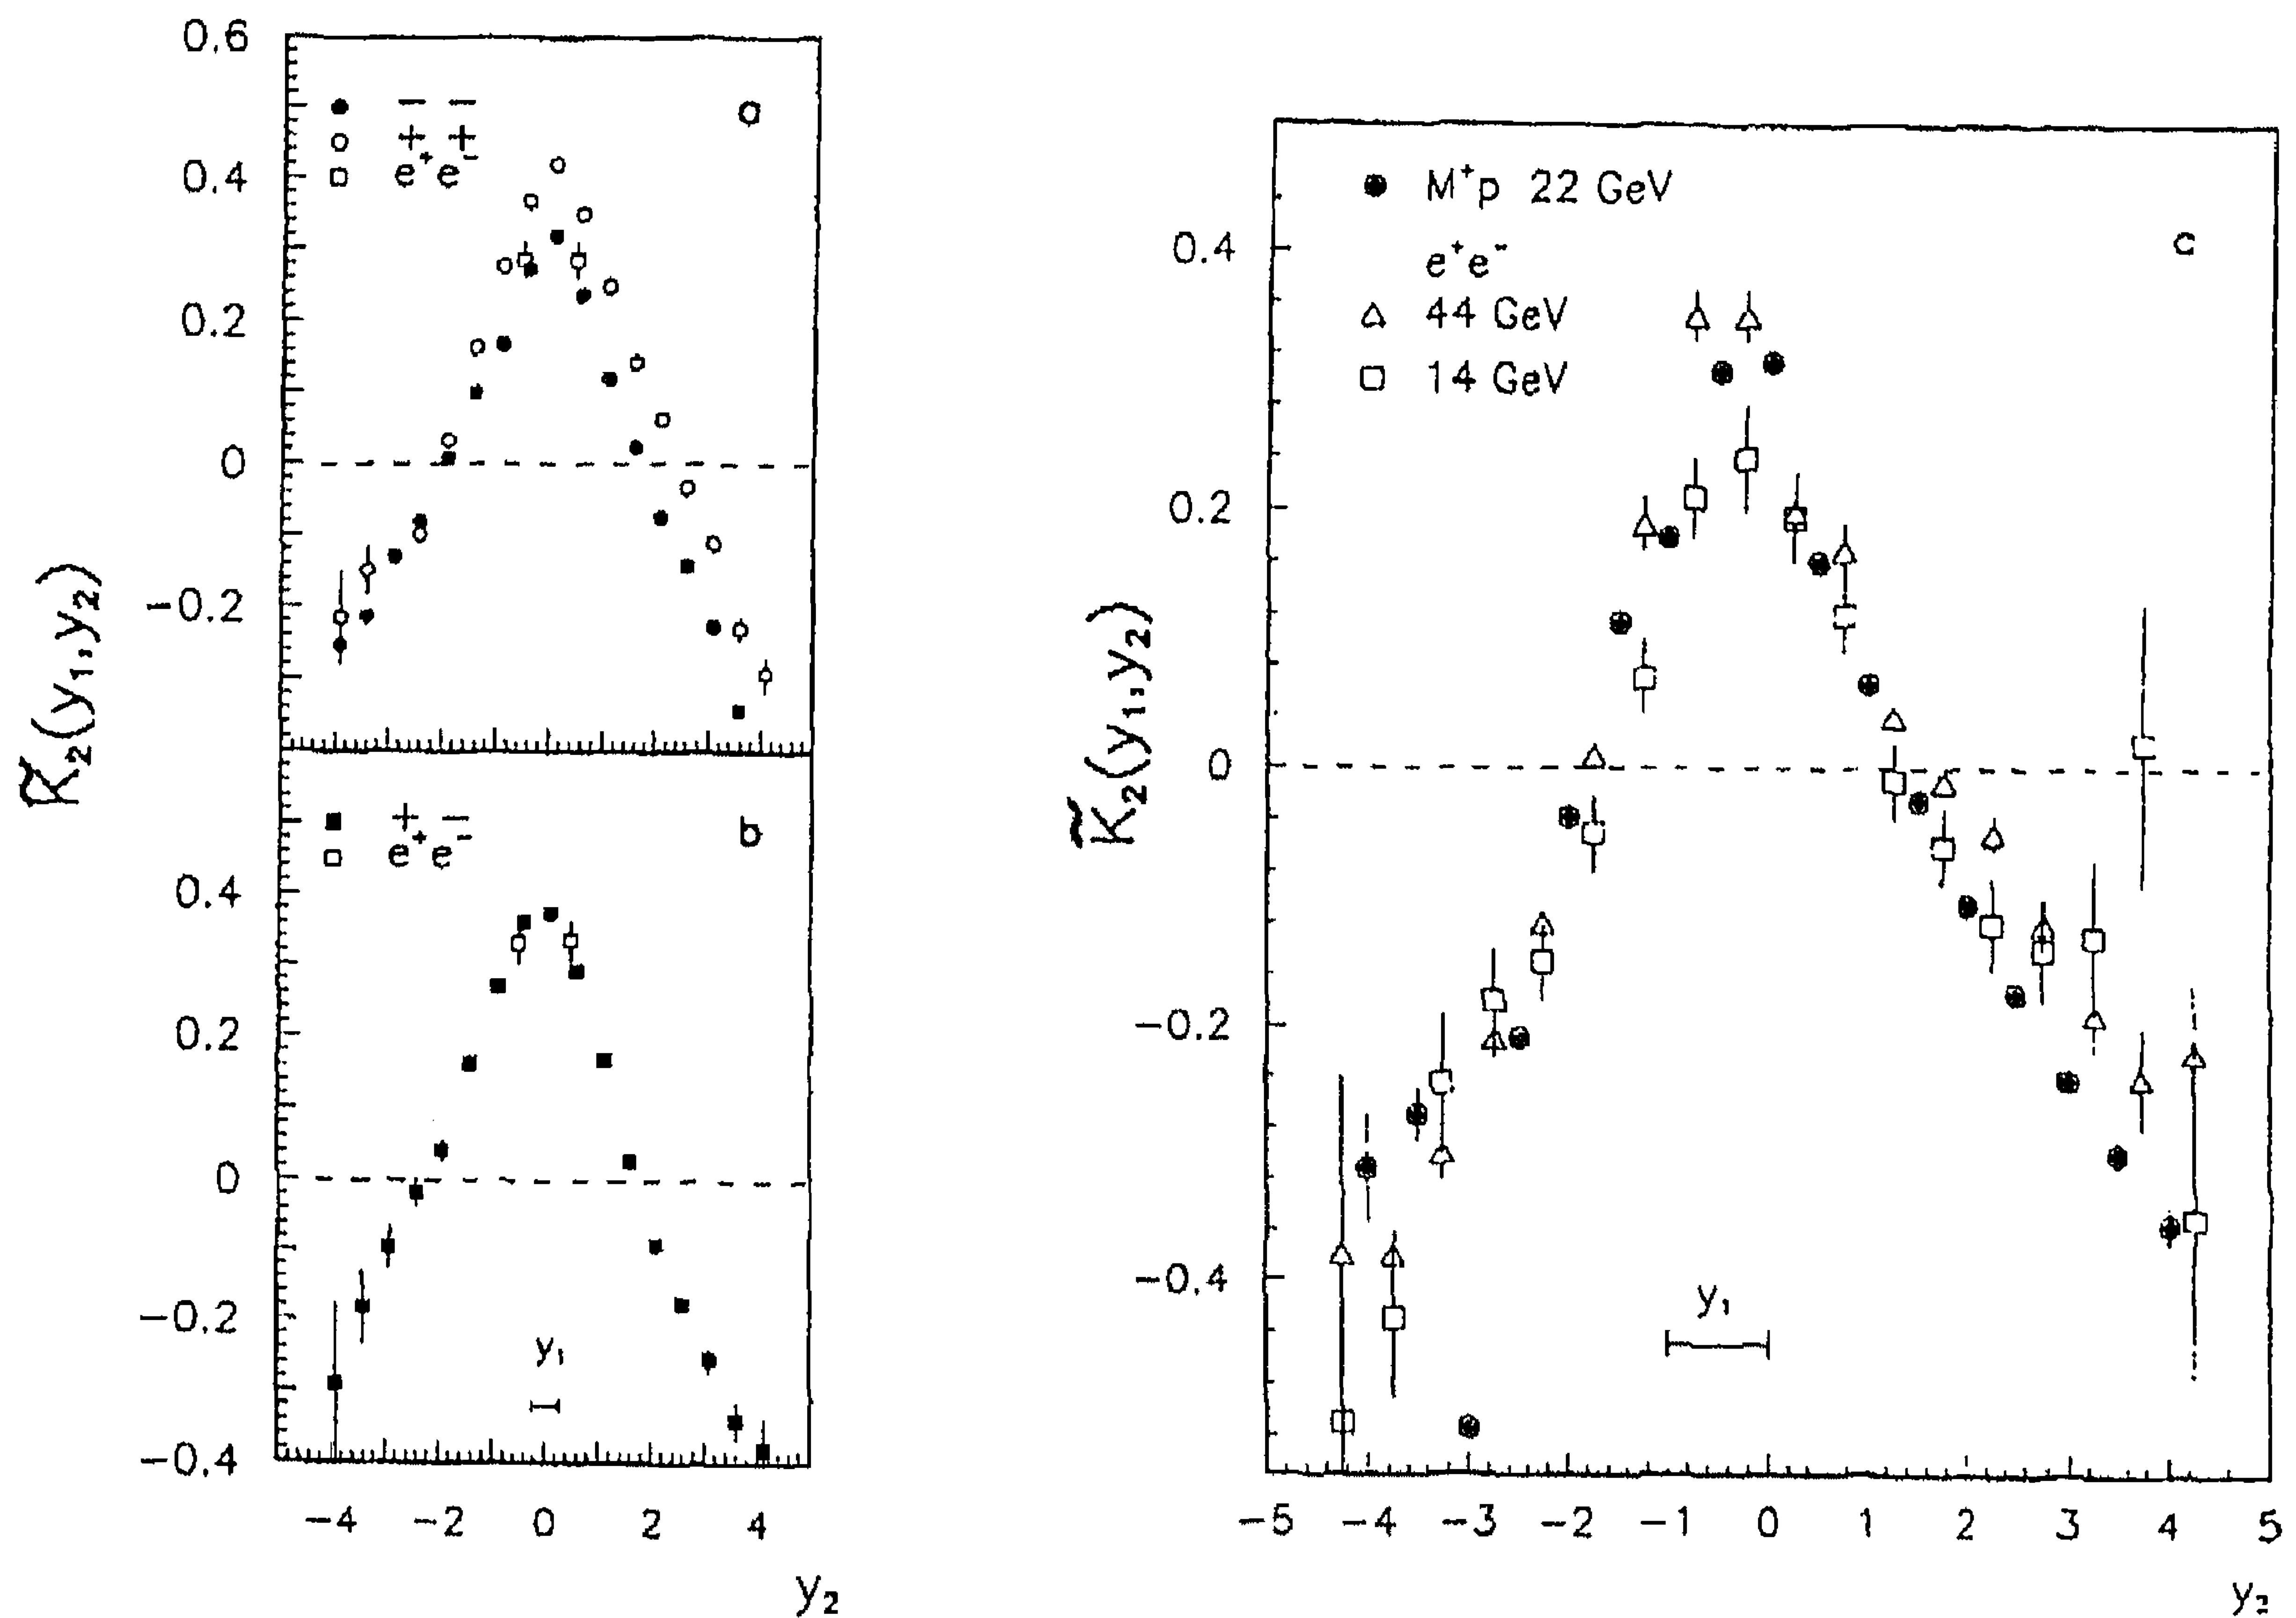 0.6
0.4
0.2
0
−0.2
● − −
○ + +
□ e⁺e⁻
a
K̃₂(y₁,y₂)
■ + −
□ e⁺e⁻
b
0.4
0.2
0
−0.2
−0.4
y₁
−4 −2 0 2 4
y₂
● M⁺p 22 GeV
e⁺e⁻
△ 44 GeV
□ 14 GeV
c
0.4
0.2
0
−0.2
−0.4
K̃₂(y₁,y₂)
y₁
−5 −4 −3 −2 −1 0 1 2 3 4 5
y₂